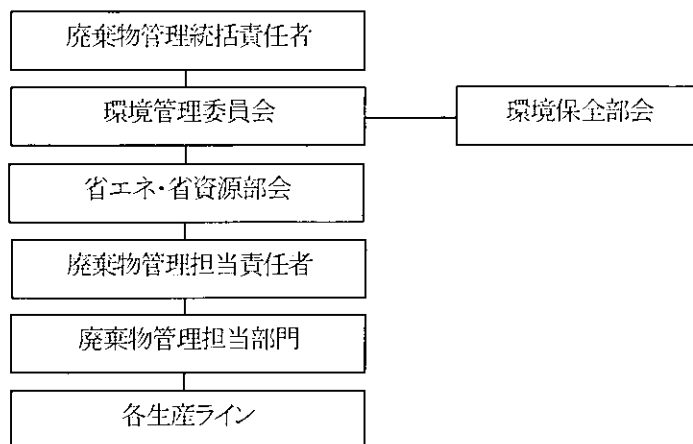 廃棄物管理統括責任者
環境管理委員会
環境保全部会
省エネ・省資源部会
廃棄物管理担当責任者
廃棄物管理担当部門
各生産ライン